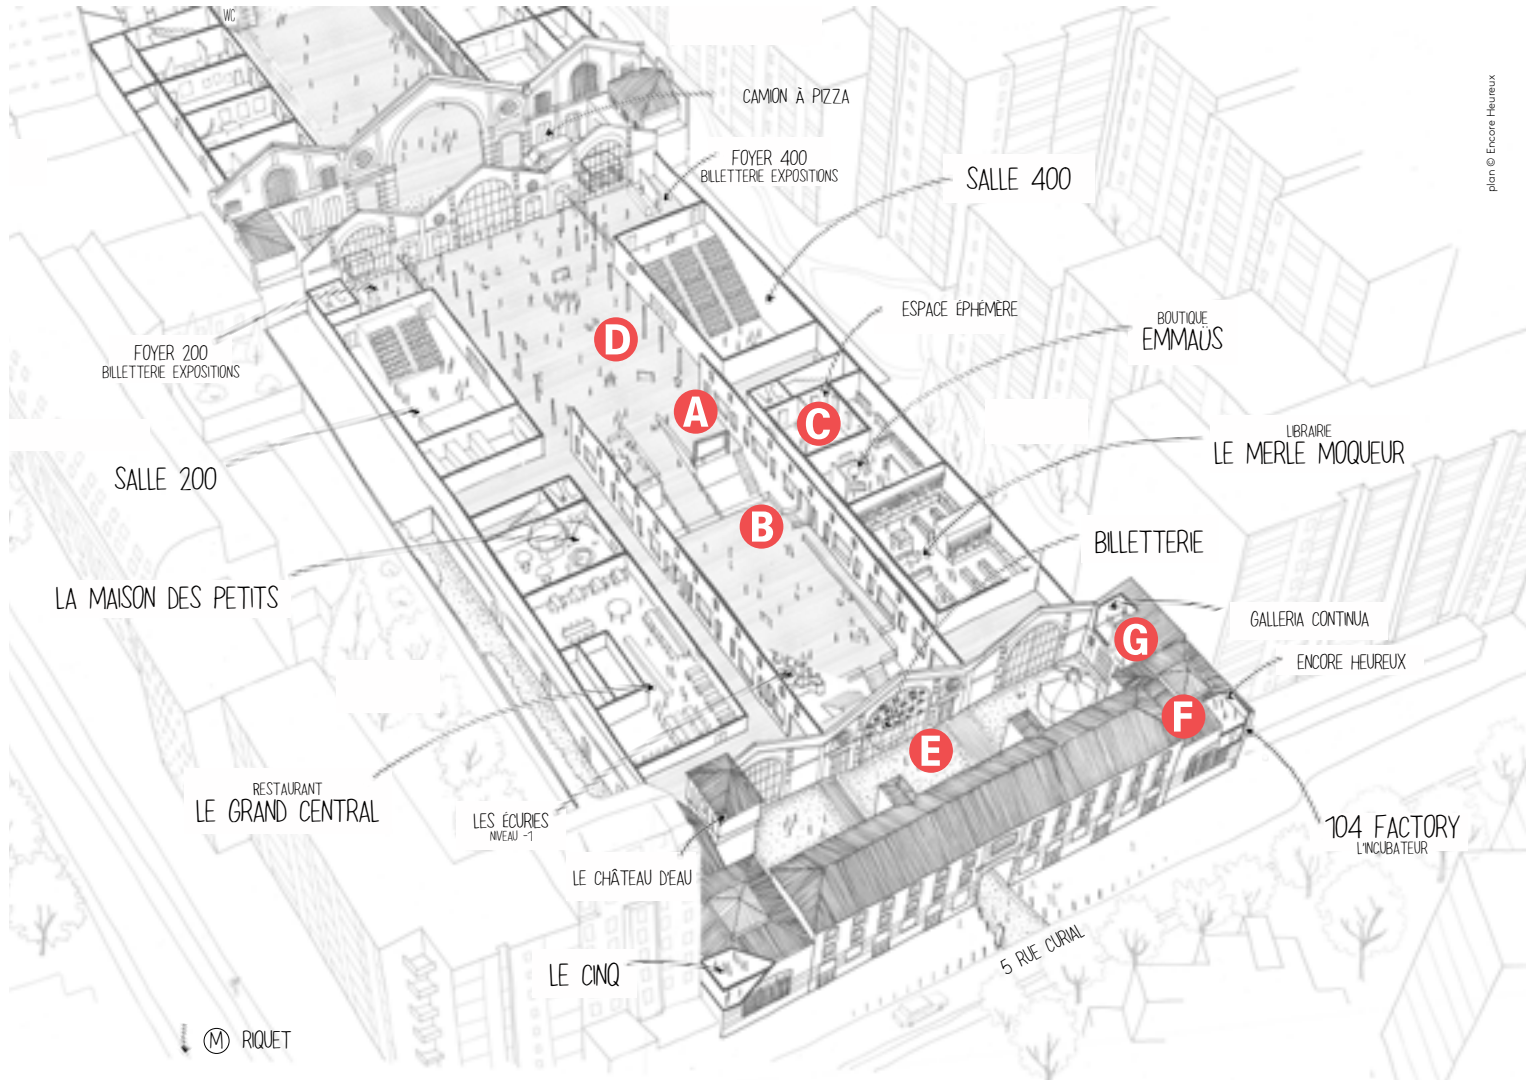 WC
CAMION À PIZZA
FOYER 400
BILLETTERIE EXPOSITIONS
SALLE 400
plan © Encore Heureux
ESPACE ÉPHÉMÈRE
BOUTIQUE
EMMAÜS
FOYER 200
BILLETTERIE EXPOSITIONS
D
A
C
LIBRAIRIE
LE MERLE MOQUEUR
SALLE 200
B
BILLETTERIE
LA MAISON DES PETITS
GALLERIA CONTINUA
G
ENCORE HEUREUX
F
E
RESTAURANT
LE GRAND CENTRAL
LES ÉCURIES
NIVEAU -1
104 FACTORY
L'INCUBATEUR
LE CHÂTEAU D'EAU
5 RUE CURIAL
LE CINQ
M RIQUET